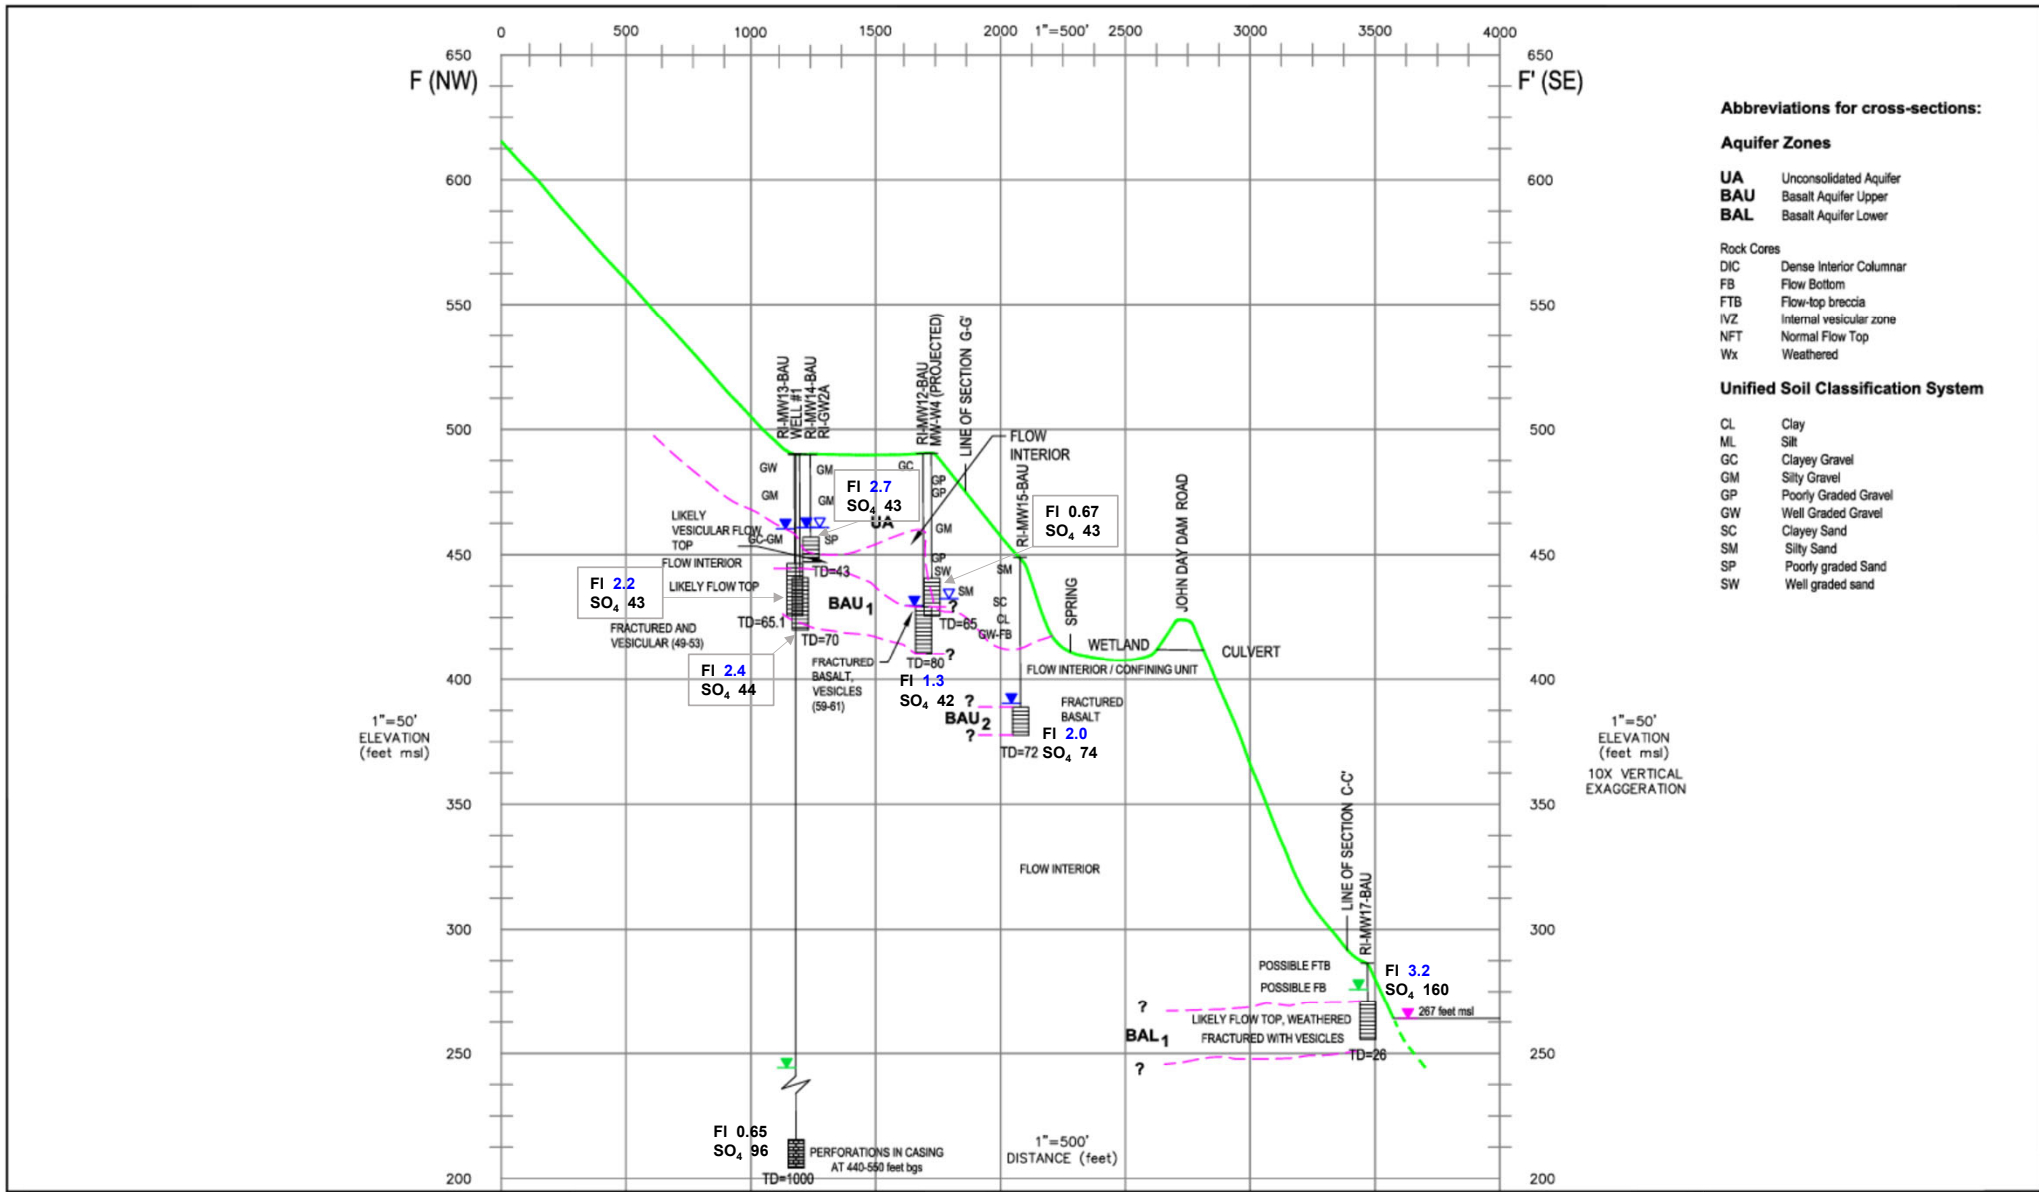 0 500 1000 1500 2000 1"=500' 2500 3000 3500 4000
650 650
F (NW) F' (SE)
600 600
550 550
500 500
450 450
400 400
350 350
300 300
250 250
200 200
1"=50'
ELEVATION
(feet msl)
1"=50'
ELEVATION
(feet msl)
10X VERTICAL
EXAGGERATION
RI-MW13-BAU
WELL #1
RI-MW14-BAU
RI-GW2A
RI-MW12-BAU
MW-W4 (PROJECTED)
LINE OF SECTION G-G'
FLOW
INTERIOR
RI-MW15-BAU
SPRING
JOHN DAY DAM ROAD
WETLAND
CULVERT
FLOW INTERIOR / CONFINING UNIT
GW
GM
GM
GM
GC
GP
GP
GM
GP
SW
SM
SM
SC
CL
GW-FB
SP
GC-GM
UA
LIKELY
VESICULAR FLOW
TOP
FLOW INTERIOR
LIKELY FLOW TOP
FRACTURED AND
VESICULAR (49-53)
Fl 2.7
SO4 43
Fl 0.67
SO4 43
Fl 2.2
SO4 43
Fl 2.4
SO4 44
TD=43
TD=65.1
TD=70
BAU1
TD=65
TD=80
?
?
FRACTURED
BASALT,
VESICLES
(59-61)
Fl 1.3
SO4 42
?
BAU2
?
FRACTURED
BASALT
TD=72
Fl 2.0
SO4 74
FLOW INTERIOR
LINE OF SECTION C-C'
RI-MW17-BAU
POSSIBLE FTB
POSSIBLE FB
Fl 3.2
SO4 160
267 feet msl
?
LIKELY FLOW TOP, WEATHERED
BAL1
FRACTURED WITH VESICLES
TD=26
?
Fl 0.65
SO4 96
PERFORATIONS IN CASING
AT 440-550 feet bgs
TD=1000
1"=500'
DISTANCE (feet)
Abbreviations for cross-sections:
Aquifer Zones
UA Unconsolidated Aquifer
BAU Basalt Aquifer Upper
BAL Basalt Aquifer Lower
Rock Cores
DIC Dense Interior Columnar
FB Flow Bottom
FTB Flow-top breccia
IVZ Internal vesicular zone
NFT Normal Flow Top
Wx Weathered
Unified Soil Classification System
CL Clay
ML Silt
GC Clayey Gravel
GM Silty Gravel
GP Poorly Graded Gravel
GW Well Graded Gravel
SC Clayey Sand
SM Silty Sand
SP Poorly graded Sand
SW Well graded sand